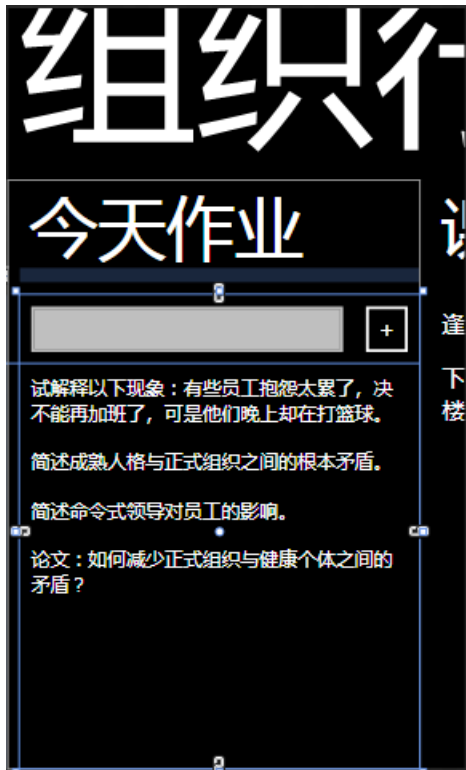 组织行
今天作业
+
试解释以下现象：有些员工抱怨太累了，决
不能再加班了，可是他们晚上却在打篮球。
简述成熟人格与正式组织之间的根本矛盾。
简述命令式领导对员工的影响。
论文：如何减少正式组织与健康个体之间的
矛盾？
逢
下
楼